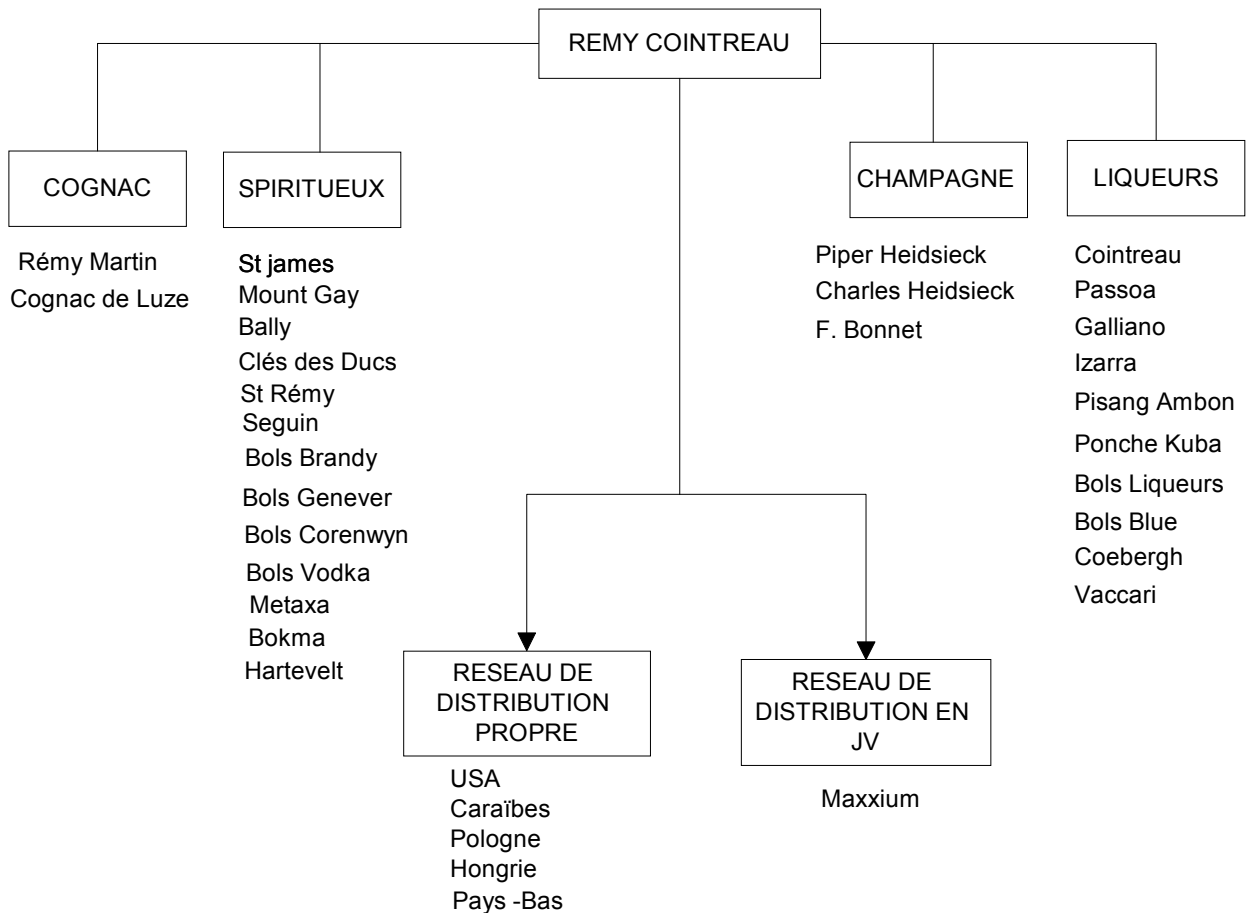 REMY COINTREAU
COGNAC
Rémy Martin
Cognac de Luze
SPIRITUEUX
St james
Mount Gay
Bally
Clés des Ducs
St Rémy
Seguin
Bols Brandy
Bols Genever
Bols Corenwyn
Bols Vodka
Metaxa
Bokma
Hartevelt
CHAMPAGNE
Piper Heidsieck
Charles Heidsieck
F. Bonnet
LIQUEURS
Cointreau
Passoa
Galliano
Izarra
Pisang Ambon
Ponche Kuba
Bols Liqueurs
Bols Blue
Coebergh
Vaccari
RESEAU DE
DISTRIBUTION
PROPRE
USA
Caraïbes
Pologne
Hongrie
Pays -Bas
RESEAU DE
DISTRIBUTION EN
JV
Maxxium